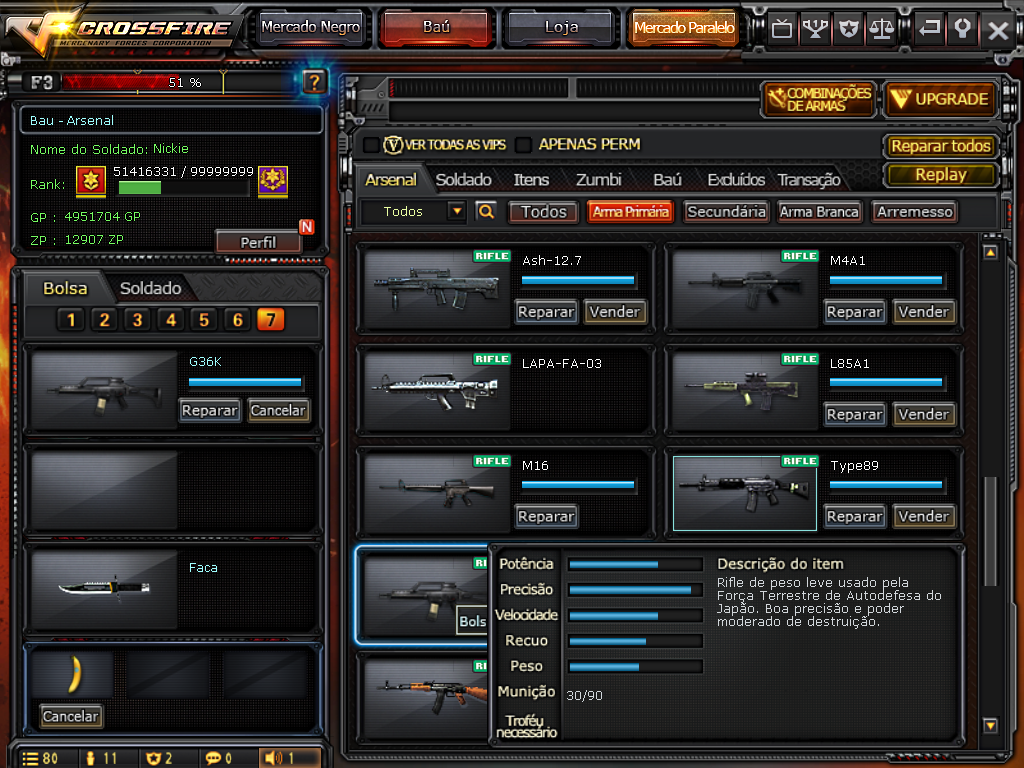 CROSSFIRE
MERCENARY FORCES CORPORATION
Mercado Negro
Baú
Loja
Mercado Paralelo
F3
51 %
?
COMBINAÇÕES
DE ARMAS
UPGRADE
Bau - Arsenal
Nome do Soldado: Nickie
Rank:
51416331 / 99999999
GP : 4951704 GP
ZP : 12907 ZP
Perfil
N
VER TODAS AS VIPS
APENAS PERM
Reparar todos
Replay
Arsenal
Soldado
Itens
Zumbi
Baú
Excluídos
Transação
Todos
Todos
Arma Primária
Secundária
Arma Branca
Arremesso
Bolsa
Soldado
1 2 3 4 5 6 7
G36K
Reparar
Cancelar
Faca
Cancelar
80
11
2
0
1
RIFLE
Ash-12.7
Reparar
Vender
RIFLE
M4A1
Reparar
Vender
RIFLE
LAPA-FA-03
RIFLE
L85A1
Reparar
Vender
RIFLE
M16
Reparar
RIFLE
Type89
Reparar
Vender
RI
Bols
RI
Potência
Precisão
Velocidade
Recuo
Peso
Munição
30/90
Troféu
necessário
Descrição do item
Rifle de peso leve usado pela
Força Terrestre de Autodefesa do
Japão. Boa precisão e poder
moderado de destruição.